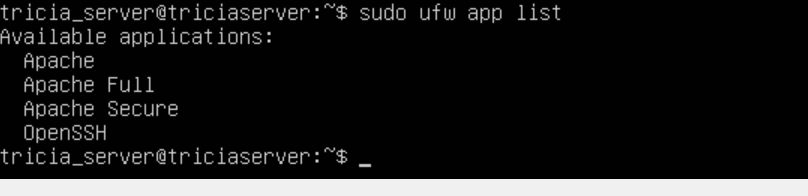 tricia_server@triciaserver:~$ sudo ufw app list
Available applications:
  Apache
  Apache Full
  Apache Secure
  OpenSSH
tricia_server@triciaserver:~$ _